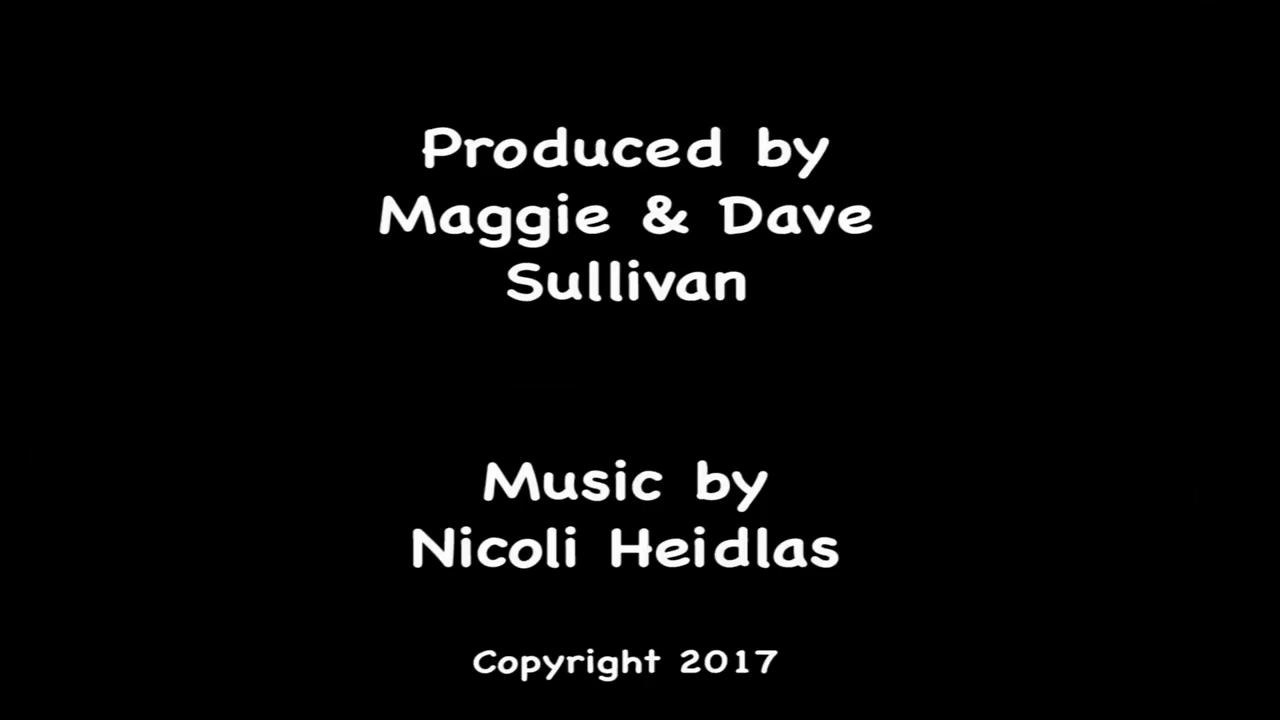 Produced by
Maggie & Dave
Sullivan
Music by
Nicoli Heidlas
Copyright 2017